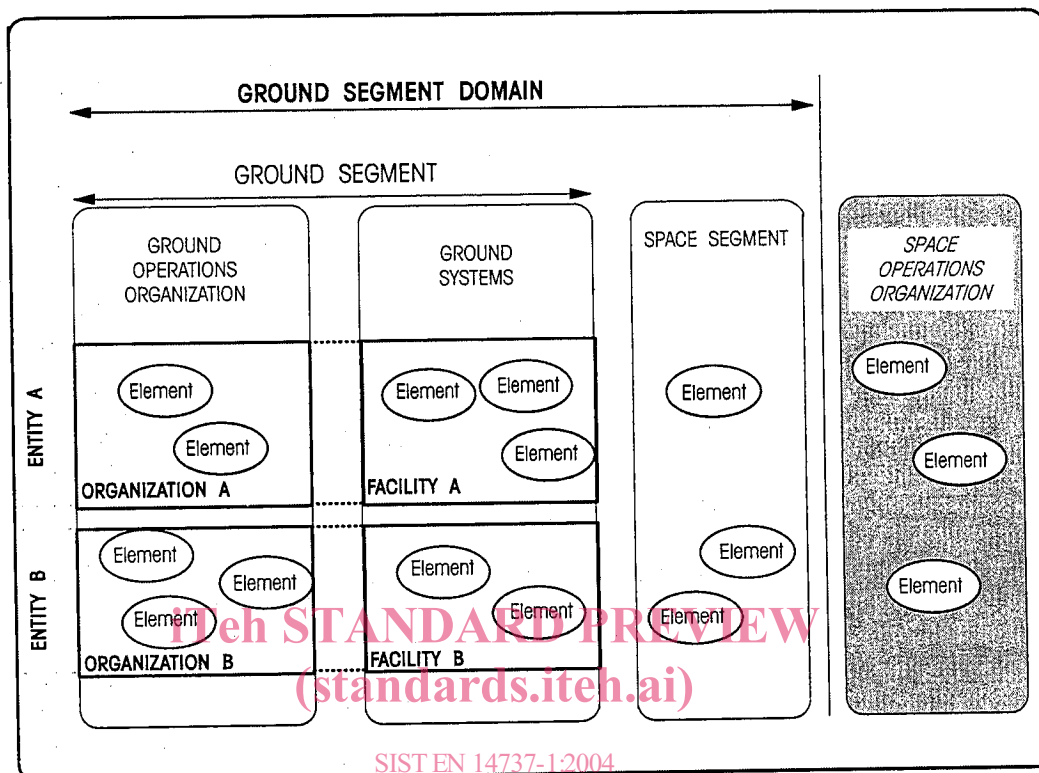 GROUND SEGMENT DOMAIN
GROUND SEGMENT
GROUND
OPERATIONS
ORGANIZATION
GROUND
SYSTEMS
SPACE SEGMENT
SPACE
OPERATIONS
ORGANIZATION
ENTITY A
Element
Element
ORGANIZATION A
Element
Element
Element
FACILITY A
Element
Element
Element
ENTITY B
Element
Element
Element
ORGANIZATION B
Element
Element
FACILITY B
Element
Element
Element
iTeh STANDARD PREVIEW
(standards.iteh.ai)
SIST EN 14737-1:2004